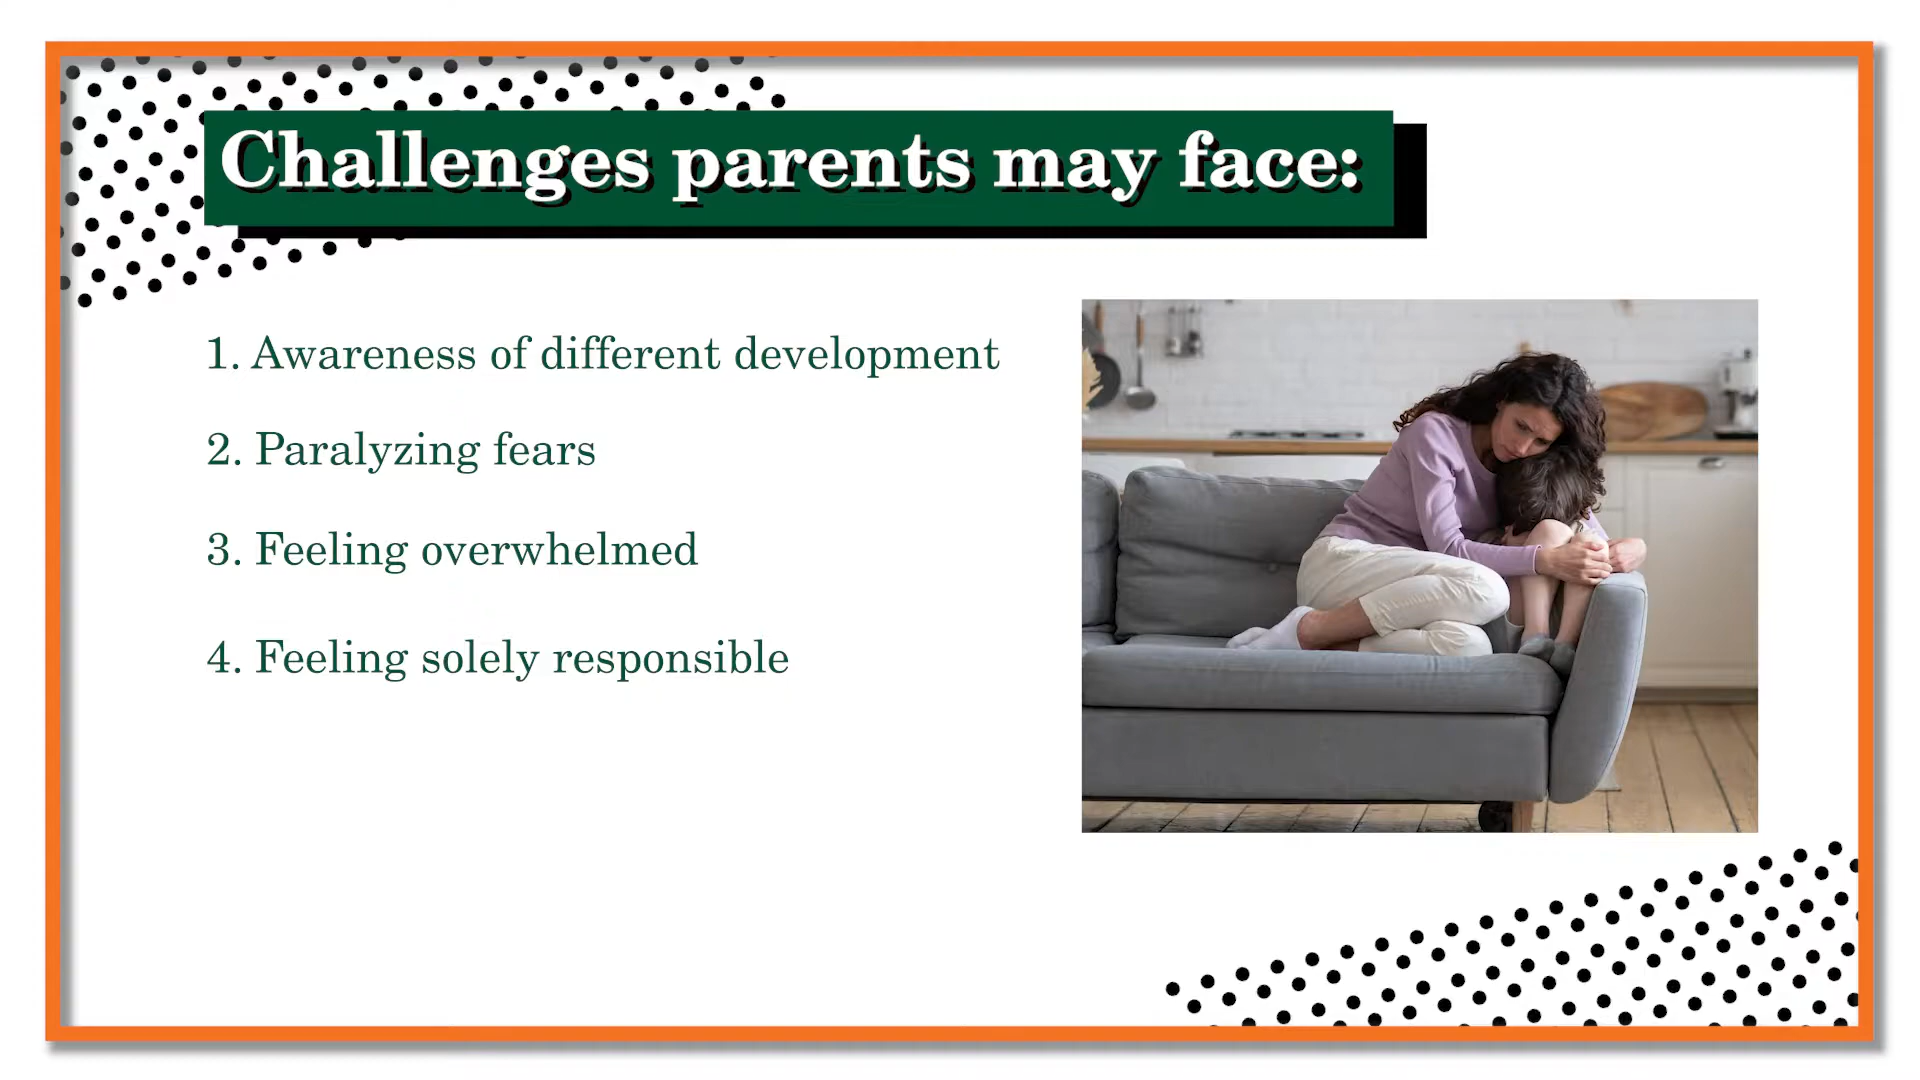 Challenges parents may face:
1. Awareness of different development
2. Paralyzing fears
3. Feeling overwhelmed
4. Feeling solely responsible